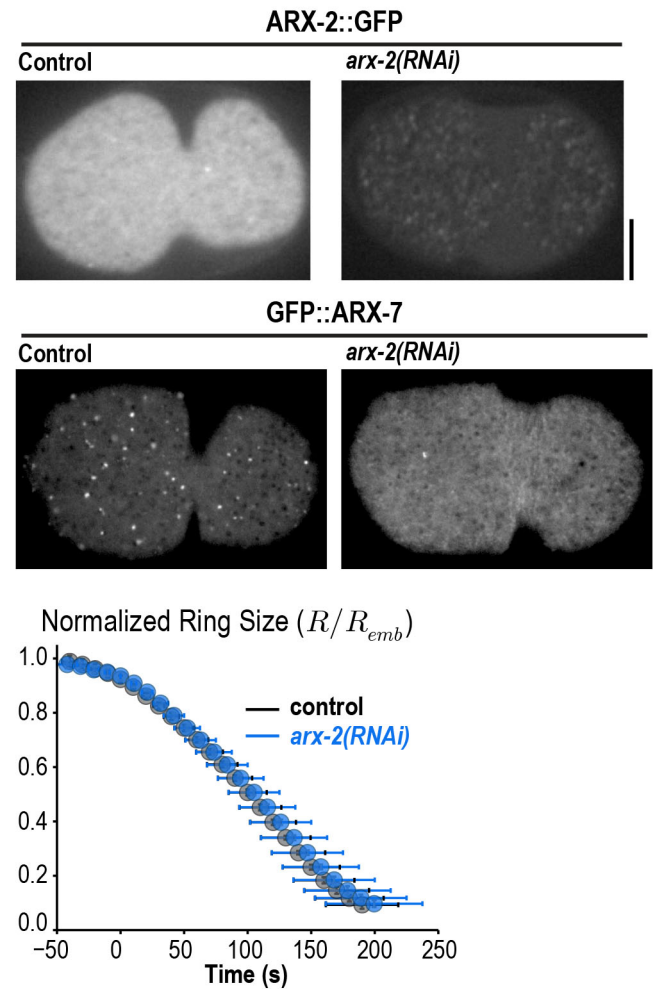 ARX-2::GFP
Control arx-2(RNAi)
GFP::ARX-7
Control arx-2(RNAi)
Normalized Ring Size (R/R_emb)
1.0
0.8
0.6
0.4
0.2
0.0
control
arx-2(RNAi)
−50 0 50 100 150 200 250
Time (s)